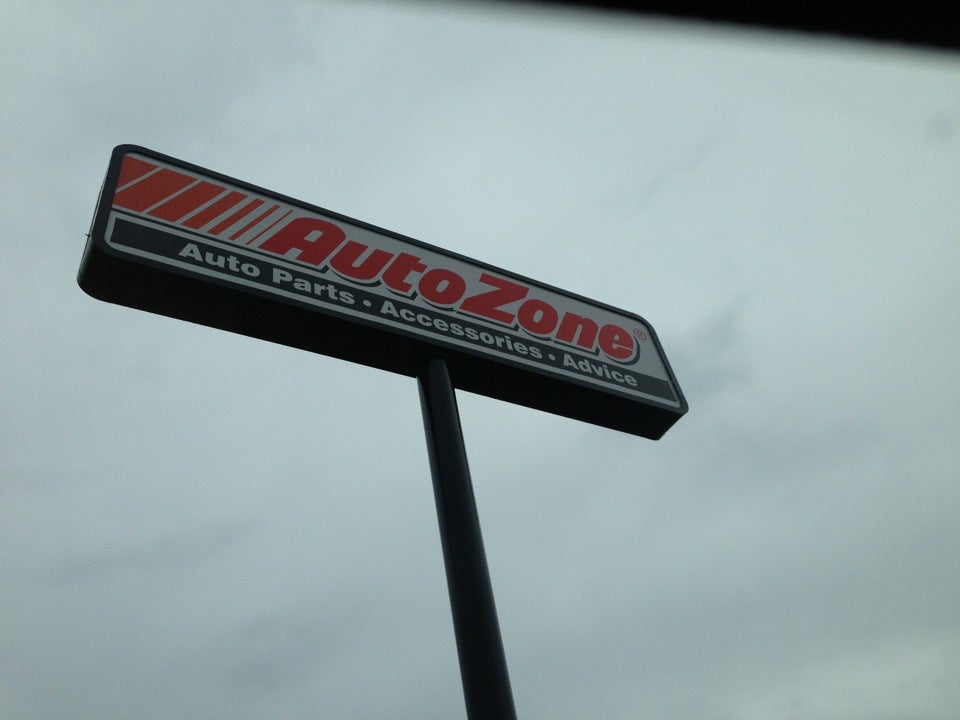 AutoZone®
Auto Parts • Accessories • Advice